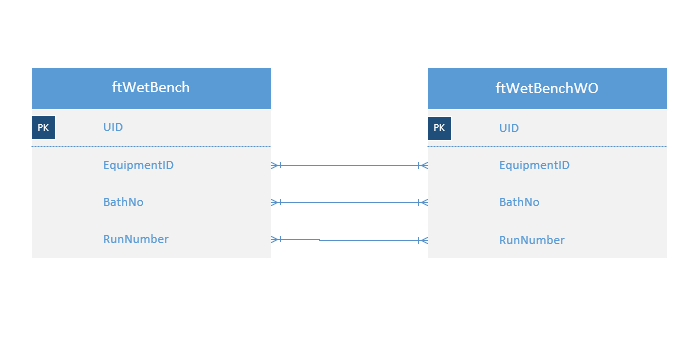 ftWetBench
PK
UID
EquipmentID
BathNo
RunNumber
ftWetBenchWO
PK
UID
EquipmentID
BathNo
RunNumber